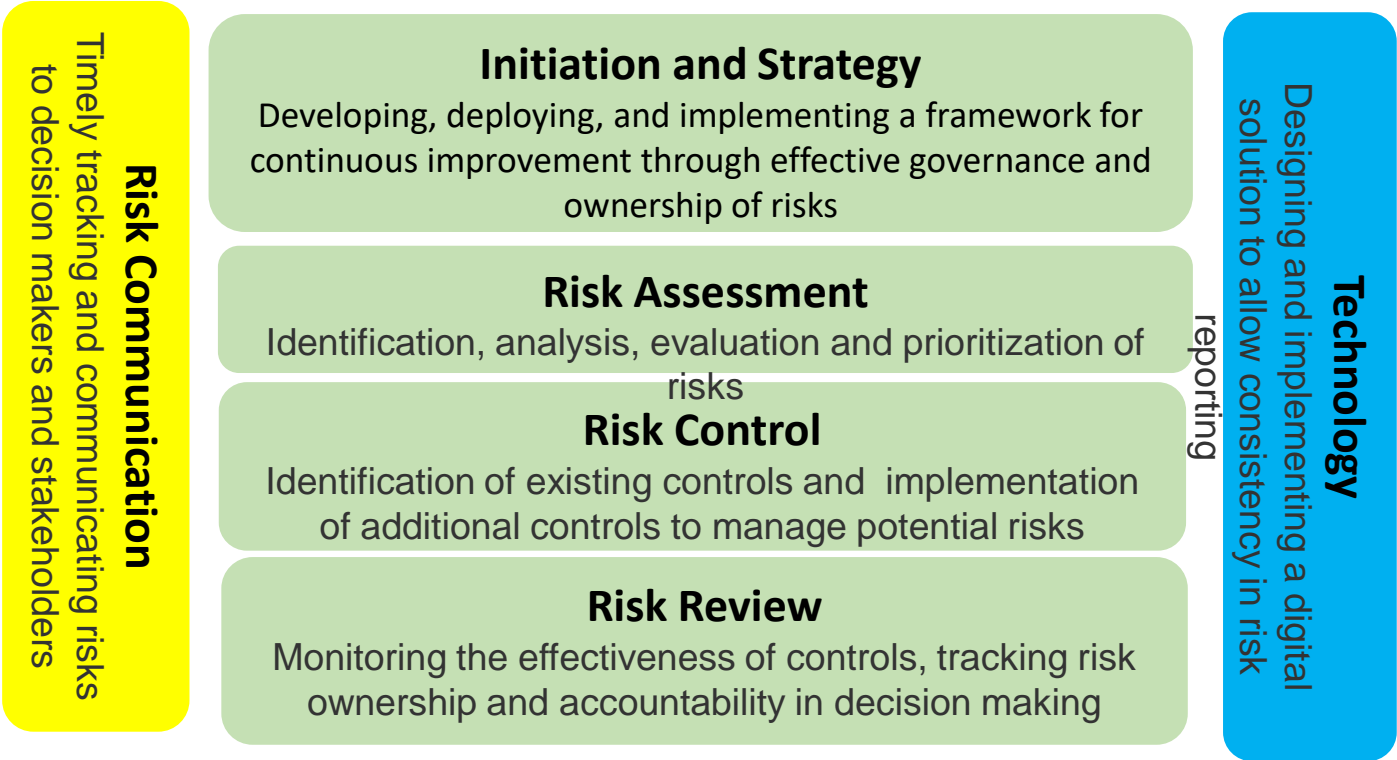 Risk Communication
Timely tracking and communicating risks
to decision makers and stakeholders
Initiation and Strategy
Developing, deploying, and implementing a framework for
continuous improvement through effective governance and
ownership of risks
Risk Assessment
Identification, analysis, evaluation and prioritization of
risks
Risk Control
Identification of existing controls and  implementation
of additional controls to manage potential risks
Risk Review
Monitoring the effectiveness of controls, tracking risk
ownership and accountability in decision making
Technology
Designing and implementing a digital
solution to allow consistency in risk
reporting